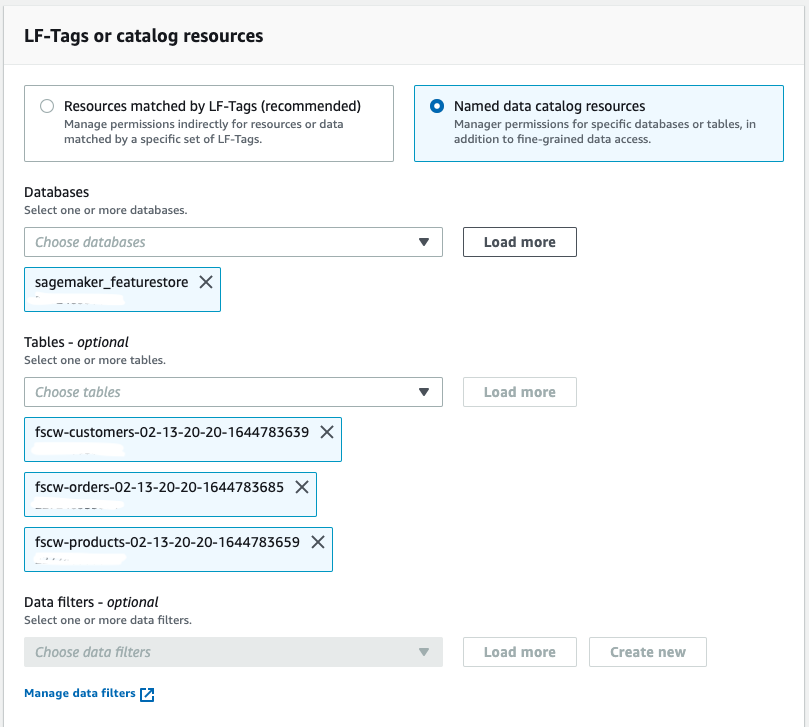 LF-Tags or catalog resources
Resources matched by LF-Tags (recommended)
Manage permissions indirectly for resources or data
matched by a specific set of LF-Tags.
Named data catalog resources
Manager permissions for specific databases or tables, in
addition to fine-grained data access.
Databases
Select one or more databases.
Choose databases
Load more
sagemaker_featurestore
Tables - optional
Select one or more tables.
Choose tables
Load more
fscw-customers-02-13-20-20-1644783639
fscw-orders-02-13-20-20-1644783685
fscw-products-02-13-20-20-1644783659
Data filters - optional
Select one or more data filters.
Choose data filters
Load more
Create new
Manage data filters